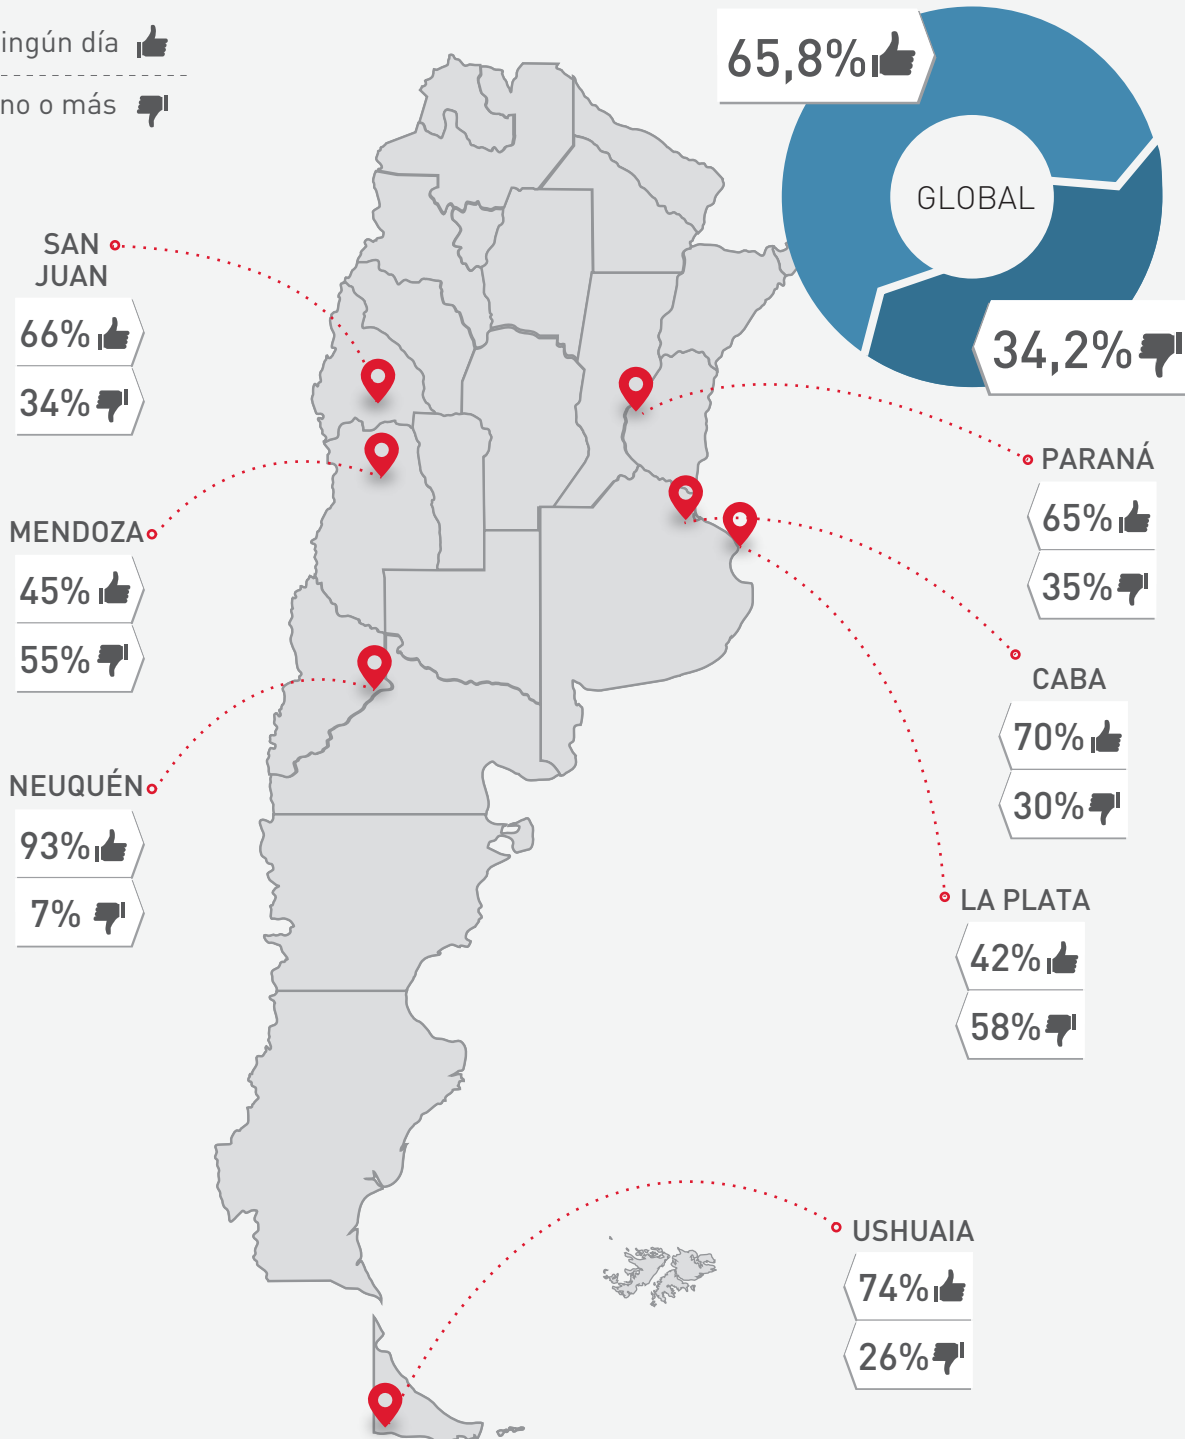 ingún día
no o más
65,8%
GLOBAL
34,2%
SAN
JUAN
66%
34%
MENDOZA
45%
55%
NEUQUÉN
93%
7%
PARANÁ
65%
35%
CABA
70%
30%
LA PLATA
42%
58%
USHUAIA
74%
26%